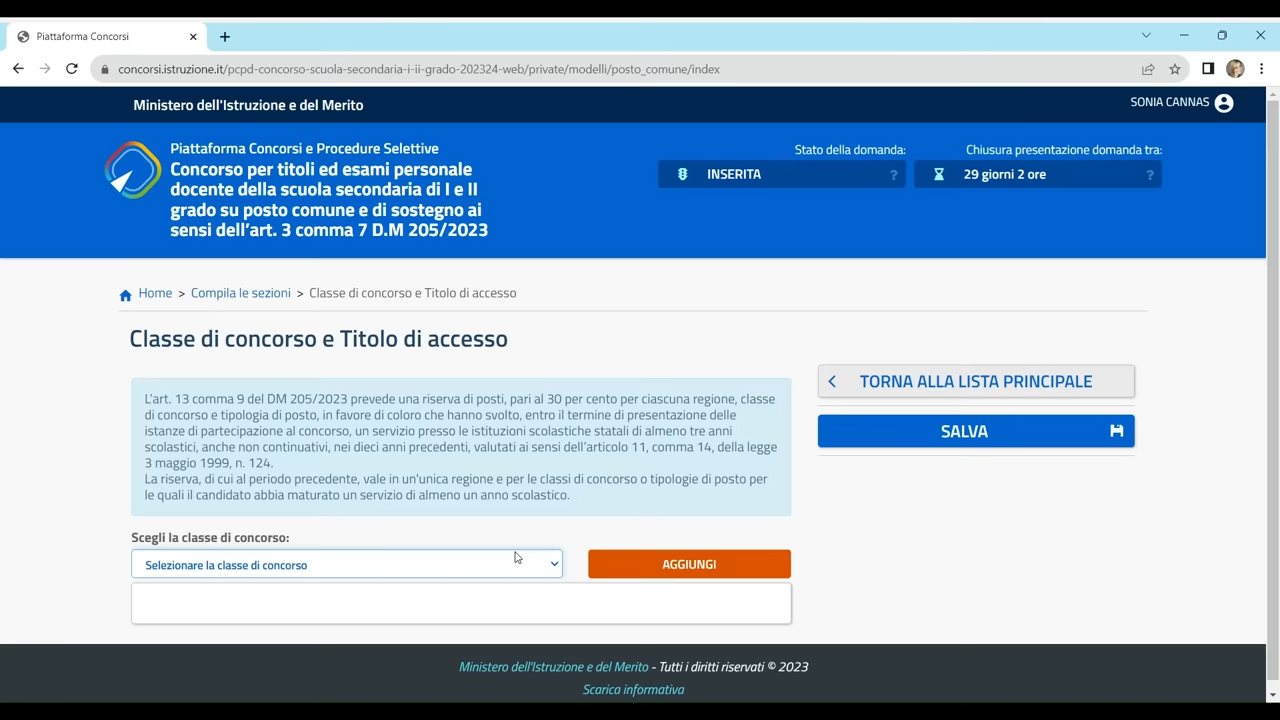 Piattaforma Concorsi
concorsi.istruzione.it/pcpd-concorso-scuola-secondaria-i-ii-grado-202324-web/private/modelli/posto_comune/index
Ministero dell'Istruzione e del Merito
SONIA CANNAS
Piattaforma Concorsi e Procedure Selettive
Concorso per titoli ed esami personale
docente della scuola secondaria di I e II
grado su posto comune e di sostegno ai
sensi dell'art. 3 comma 7 D.M 205/2023
Stato della domanda:
INSERITA ?
Chiusura presentazione domanda tra:
29 giorni 2 ore ?
Home > Compila le sezioni > Classe di concorso e Titolo di accesso
Classe di concorso e Titolo di accesso
L'art. 13 comma 9 del DM 205/2023 prevede una riserva di posti, pari al 30 per cento per ciascuna regione, classe
di concorso e tipologia di posto, in favore di coloro che hanno svolto, entro il termine di presentazione delle
istanze di partecipazione al concorso, un servizio presso le istituzioni scolastiche statali di almeno tre anni
scolastici, anche non continuativi, nei dieci anni precedenti, valutati ai sensi dell'articolo 11, comma 14, della legge
3 maggio 1999, n. 124.
La riserva, di cui al periodo precedente, vale in un'unica regione e per le classi di concorso o tipologie di posto per
le quali il candidato abbia maturato un servizio di almeno un anno scolastico.
TORNA ALLA LISTA PRINCIPALE
SALVA
Scegli la classe di concorso:
Selezionare la classe di concorso
AGGIUNGI
Ministero dell'Istruzione e del Merito - Tutti i diritti riservati © 2023
Scarica informativa